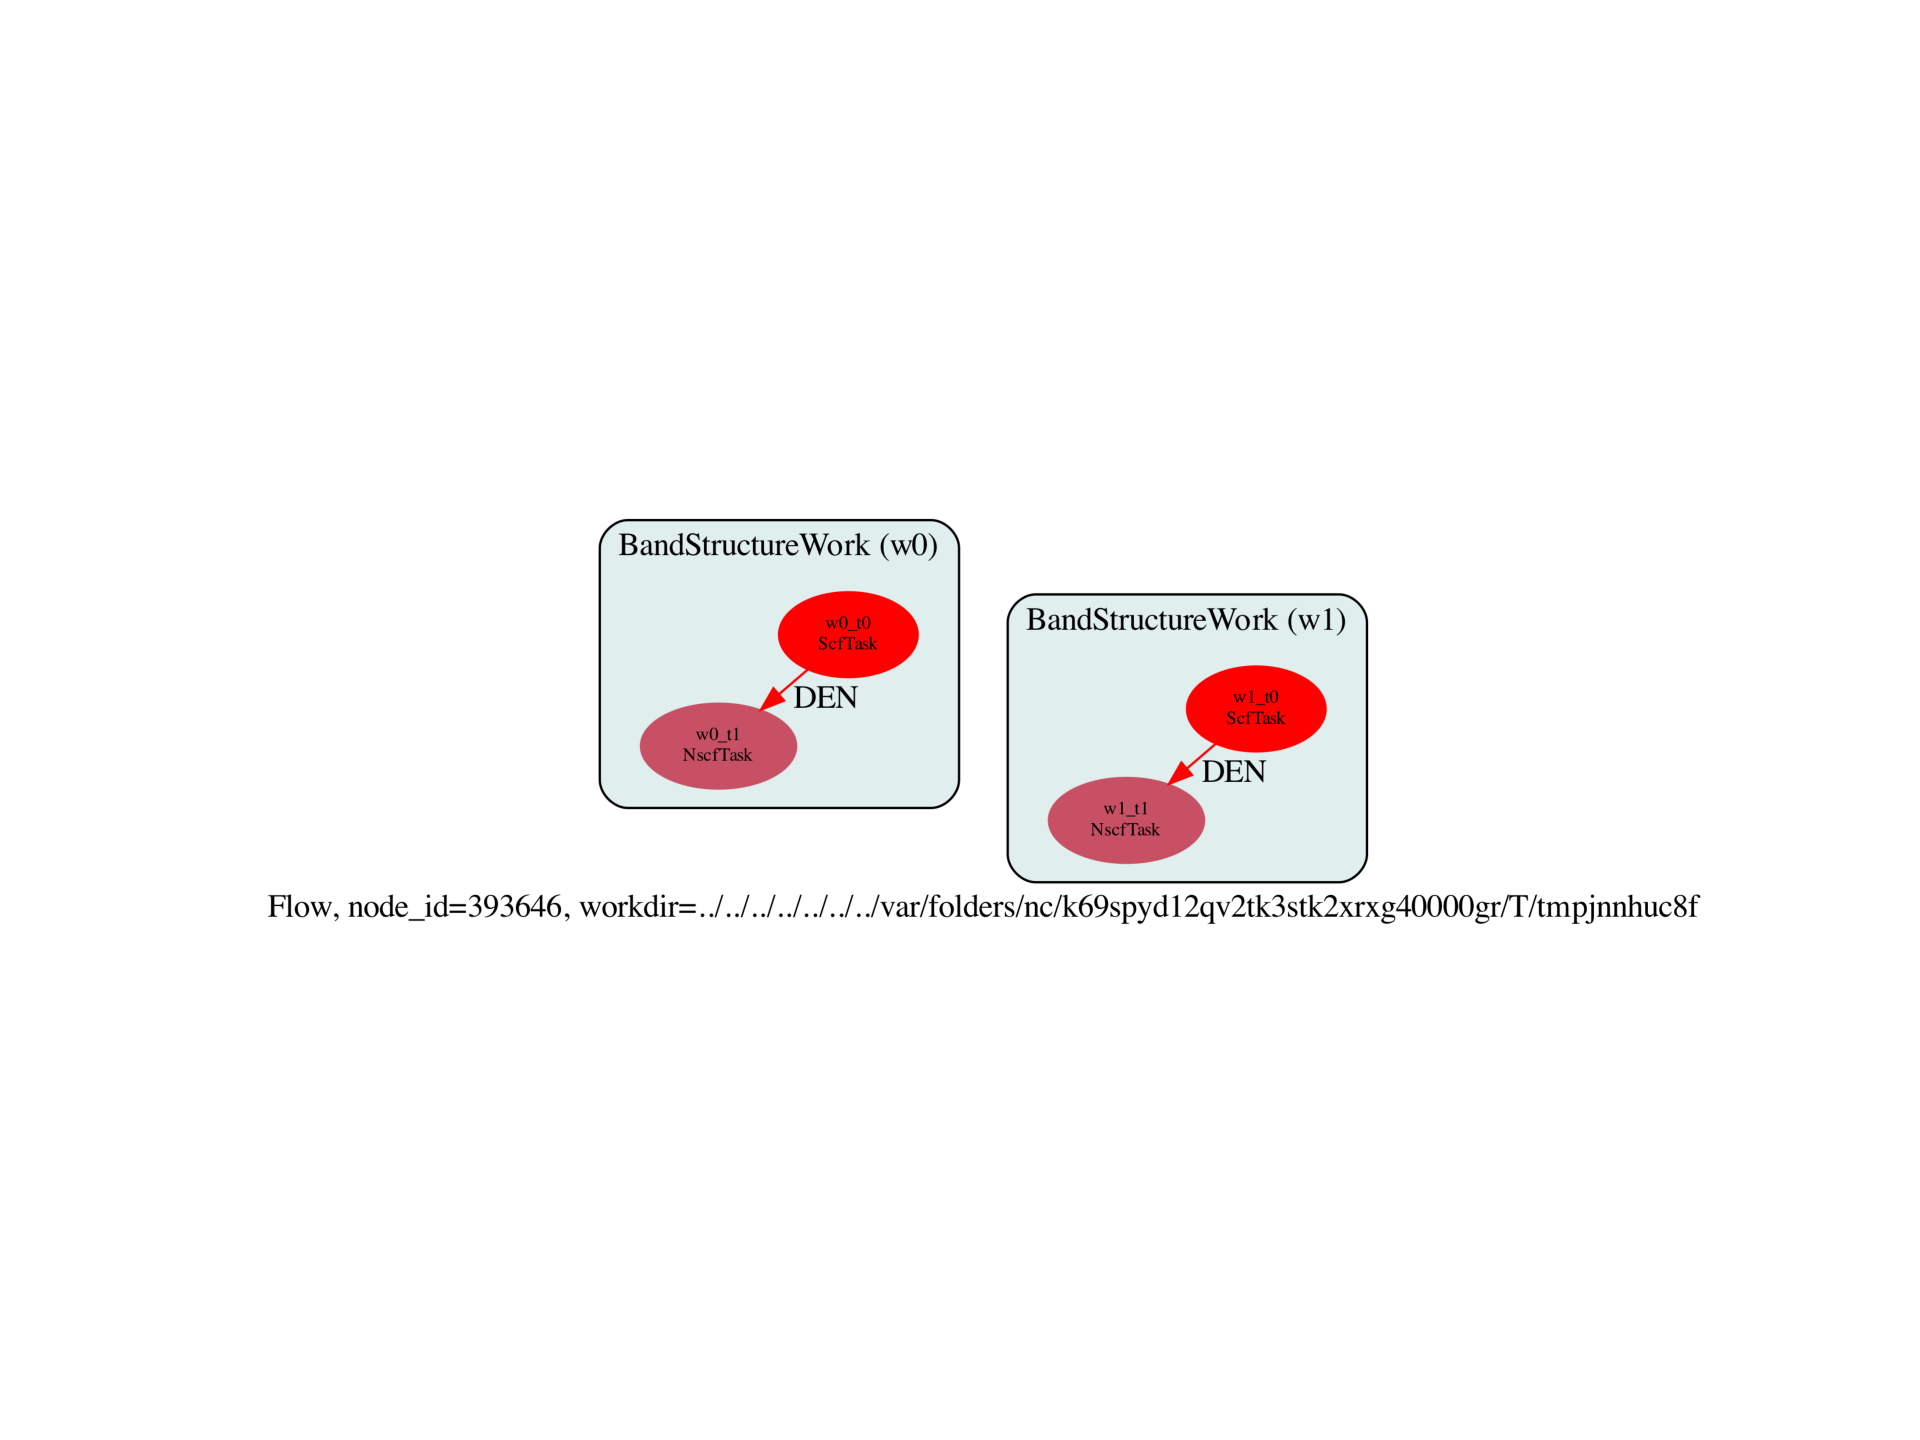 BandStructureWork (w0)
w0_t0
ScfTask
DEN
w0_t1
NscfTask
BandStructureWork (w1)
w1_t0
ScfTask
DEN
w1_t1
NscfTask
Flow, node_id=393646, workdir=../../../../../../../var/folders/nc/k69spyd12qv2tk3stk2xrxg40000gr/T/tmpjnnhuc8f